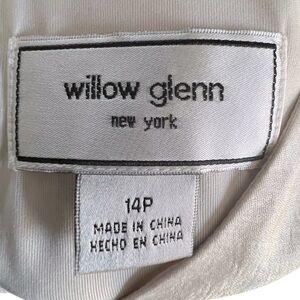 willow glenn
new york
14P
MADE IN CHINA
HECHO EN CHINA